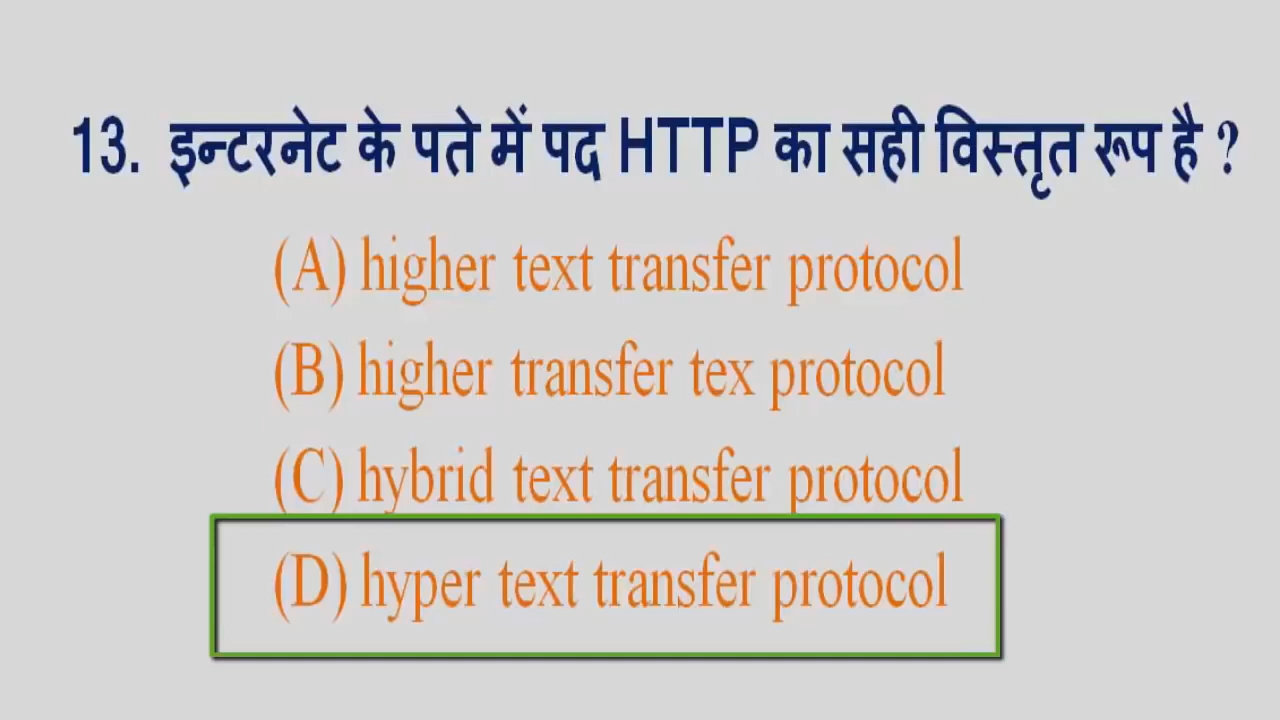 13. इन्टरनेट के पते में पद HTTP का सही विस्तृत रूप है ?
(A) higher text transfer protocol
(B) higher transfer tex protocol
(C) hybrid text transfer protocol
(D) hyper text transfer protocol